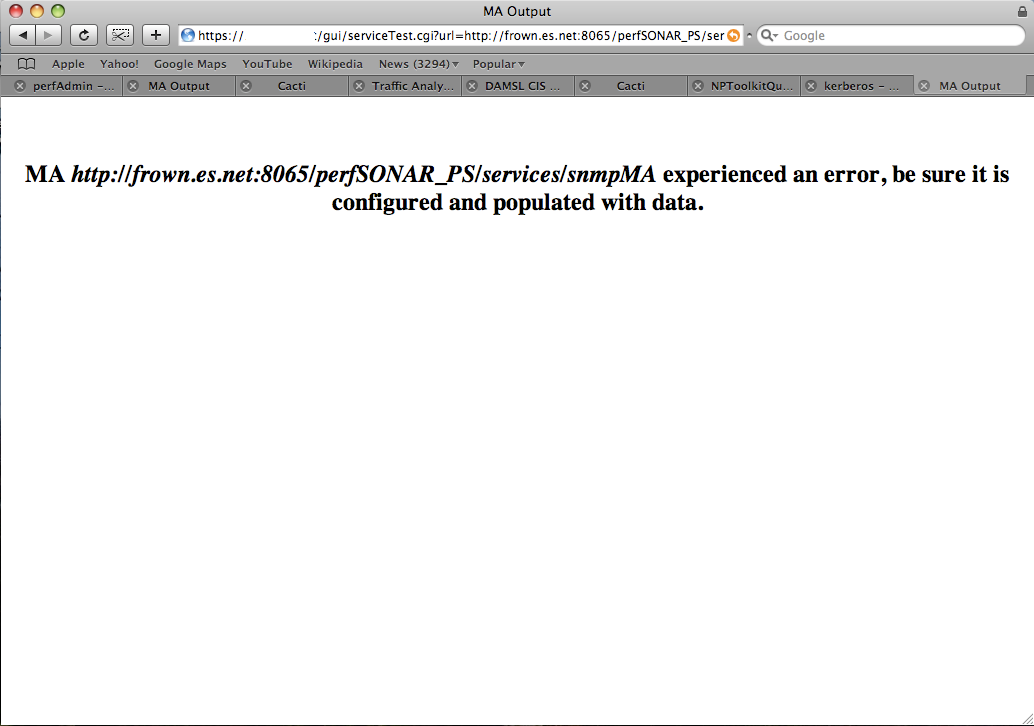 MA Output
https:// :/gui/serviceTest.cgi?url=http://frown.es.net:8065/perfSONAR_PS/ser
Google
Apple Yahoo! Google Maps YouTube Wikipedia News (3294) Popular
perfAdmin -... MA Output Cacti Traffic Analy... DAMSL CIS ... Cacti NPToolkitQu... kerberos - ... MA Output
MA http://frown.es.net:8065/perfSONAR_PS/services/snmpMA experienced an error, be sure it is
configured and populated with data.